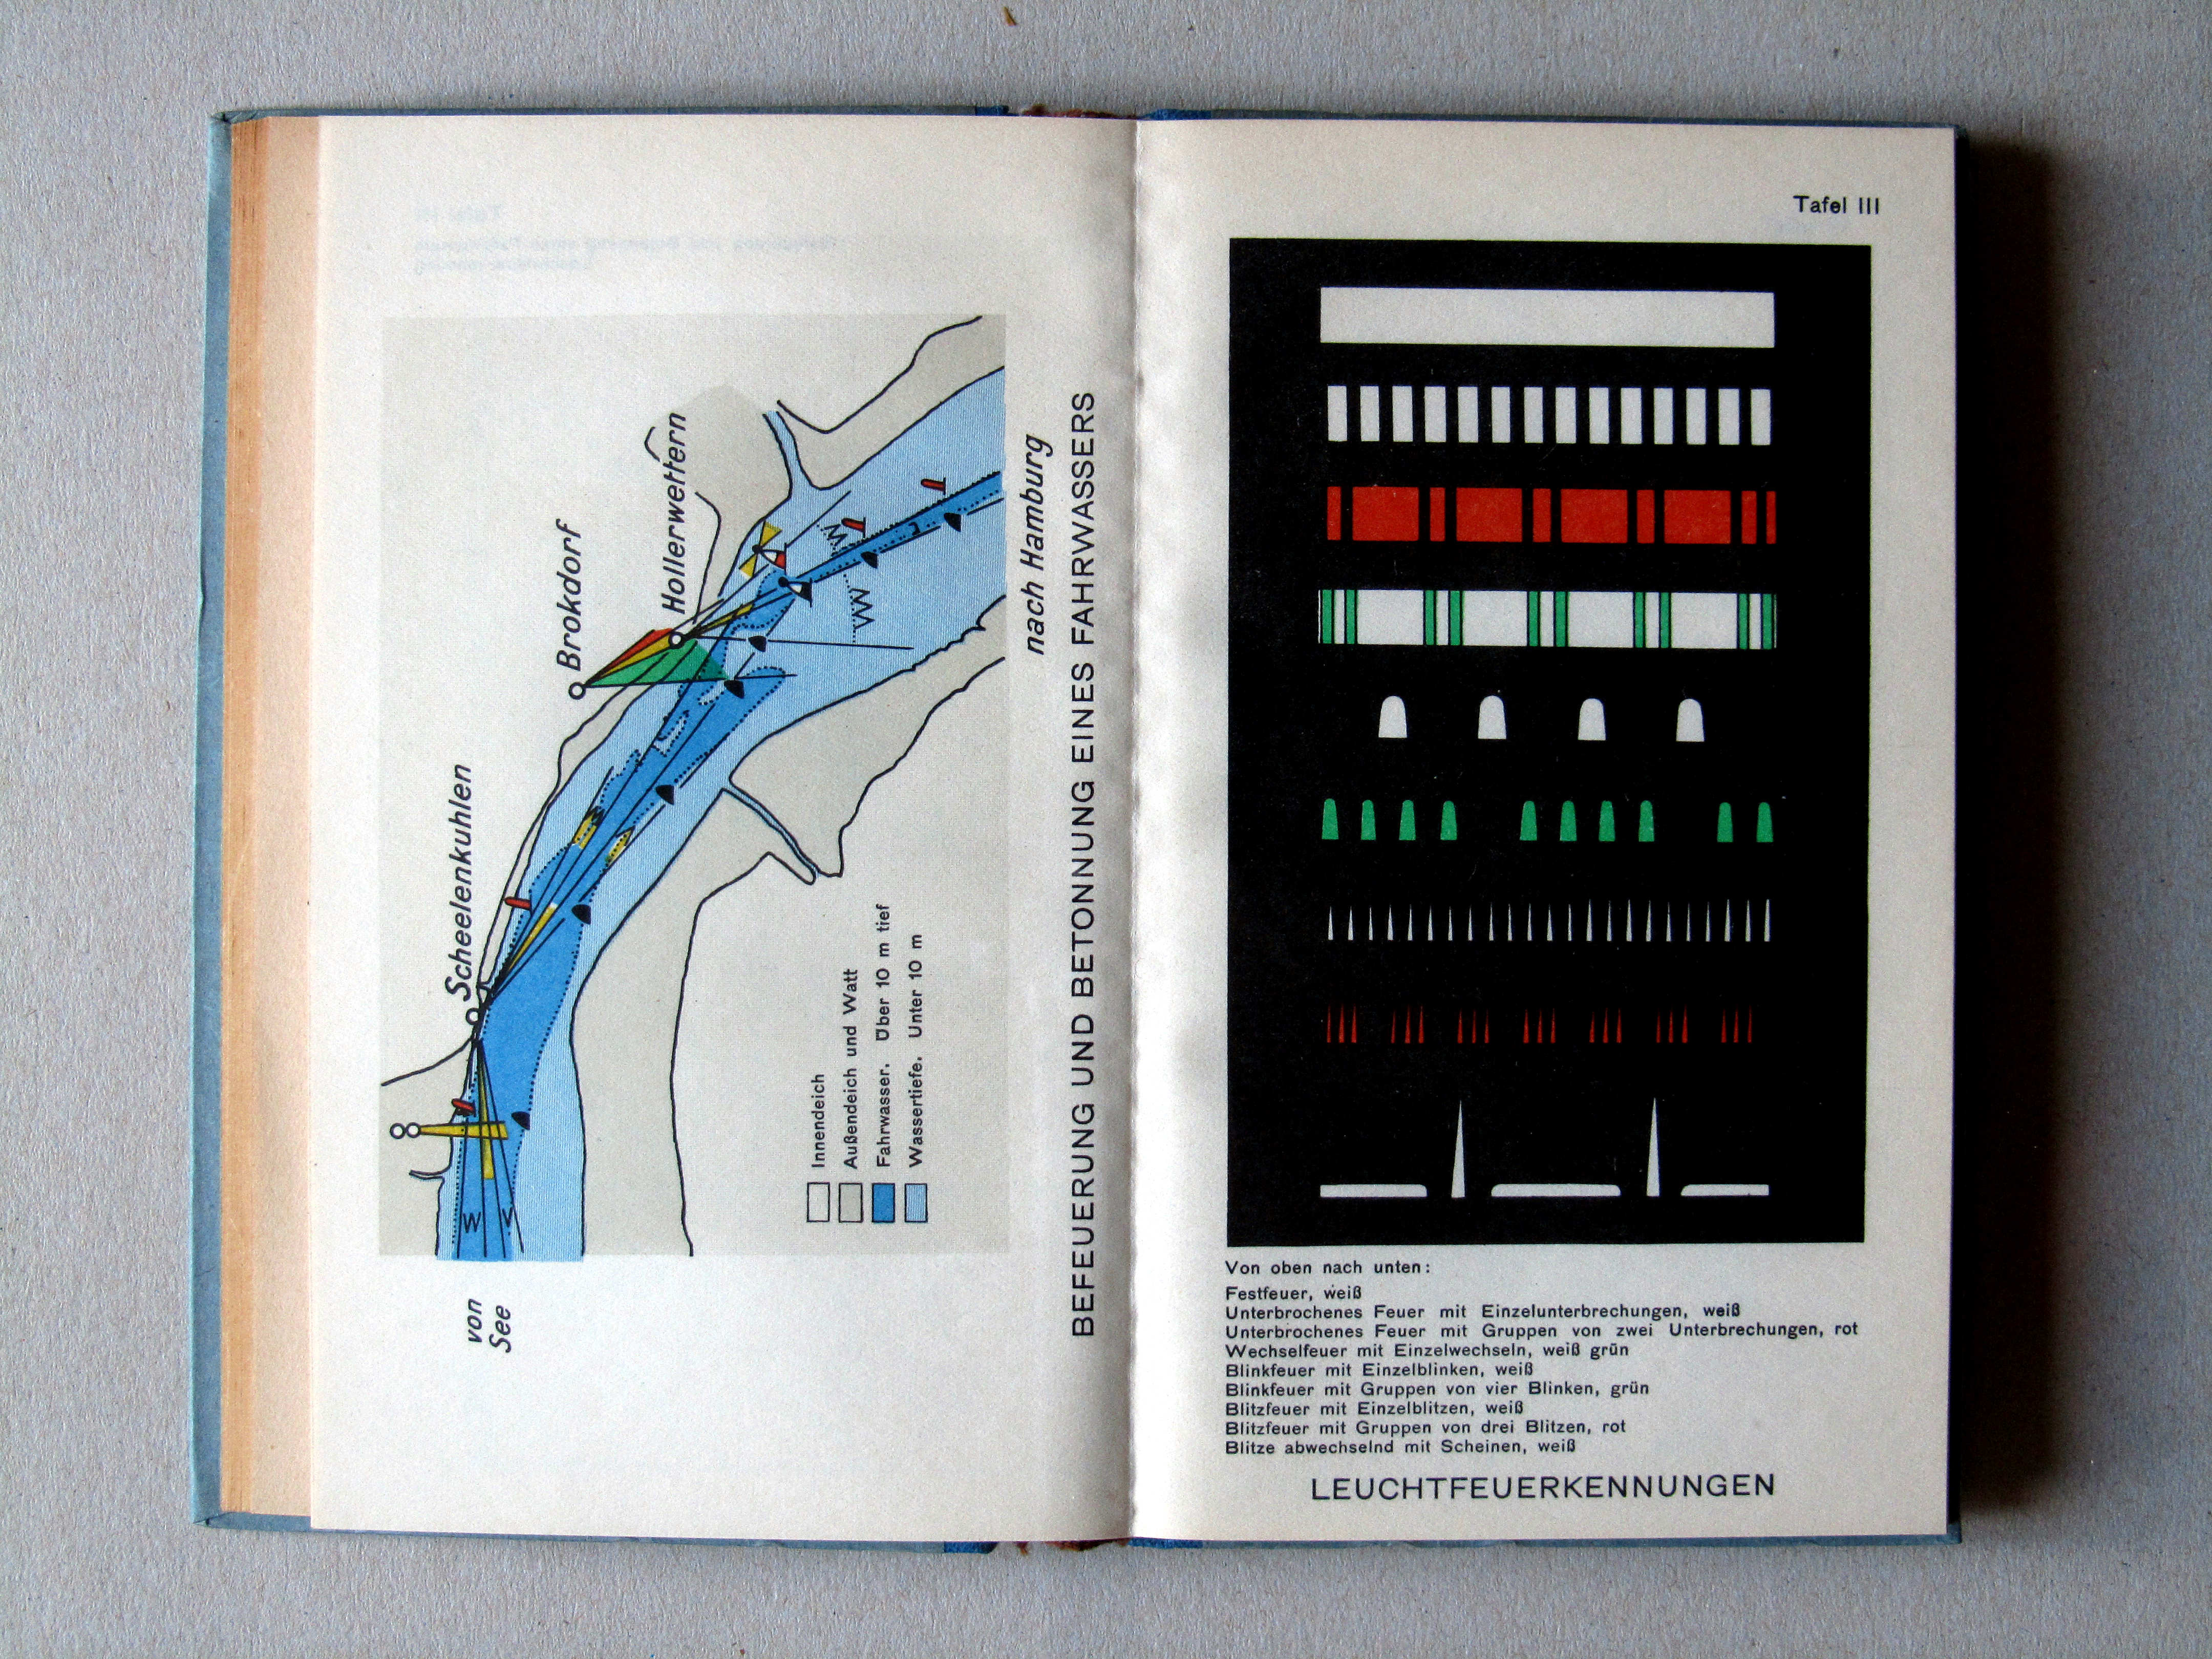 Scheelenkuhlen
Brokdorf
Hollerwettern
nach Hamburg
von
See
W
W
W
Innendeich
Außendeich und Watt
Fahrwasser. Über 10 m tief
Wassertiefe. Unter 10 m
BEFEUERUNG UND BETONNUNG EINES FAHRWASSERS
Tafel III
Von oben nach unten:
Festfeuer, weiß
Unterbrochenes Feuer mit Einzelunterbrechungen, weiß
Unterbrochenes Feuer mit Gruppen von zwei Unterbrechungen, rot
Wechselfeuer mit Einzelwechseln, weiß grün
Blinkfeuer mit Einzelblinken, weiß
Blinkfeuer mit Gruppen von vier Blinken, grün
Blitzfeuer mit Einzelblitzen, weiß
Blitzfeuer mit Gruppen von drei Blitzen, rot
Blitze abwechselnd mit Scheinen, weiß
LEUCHTFEUERKENNUNGEN